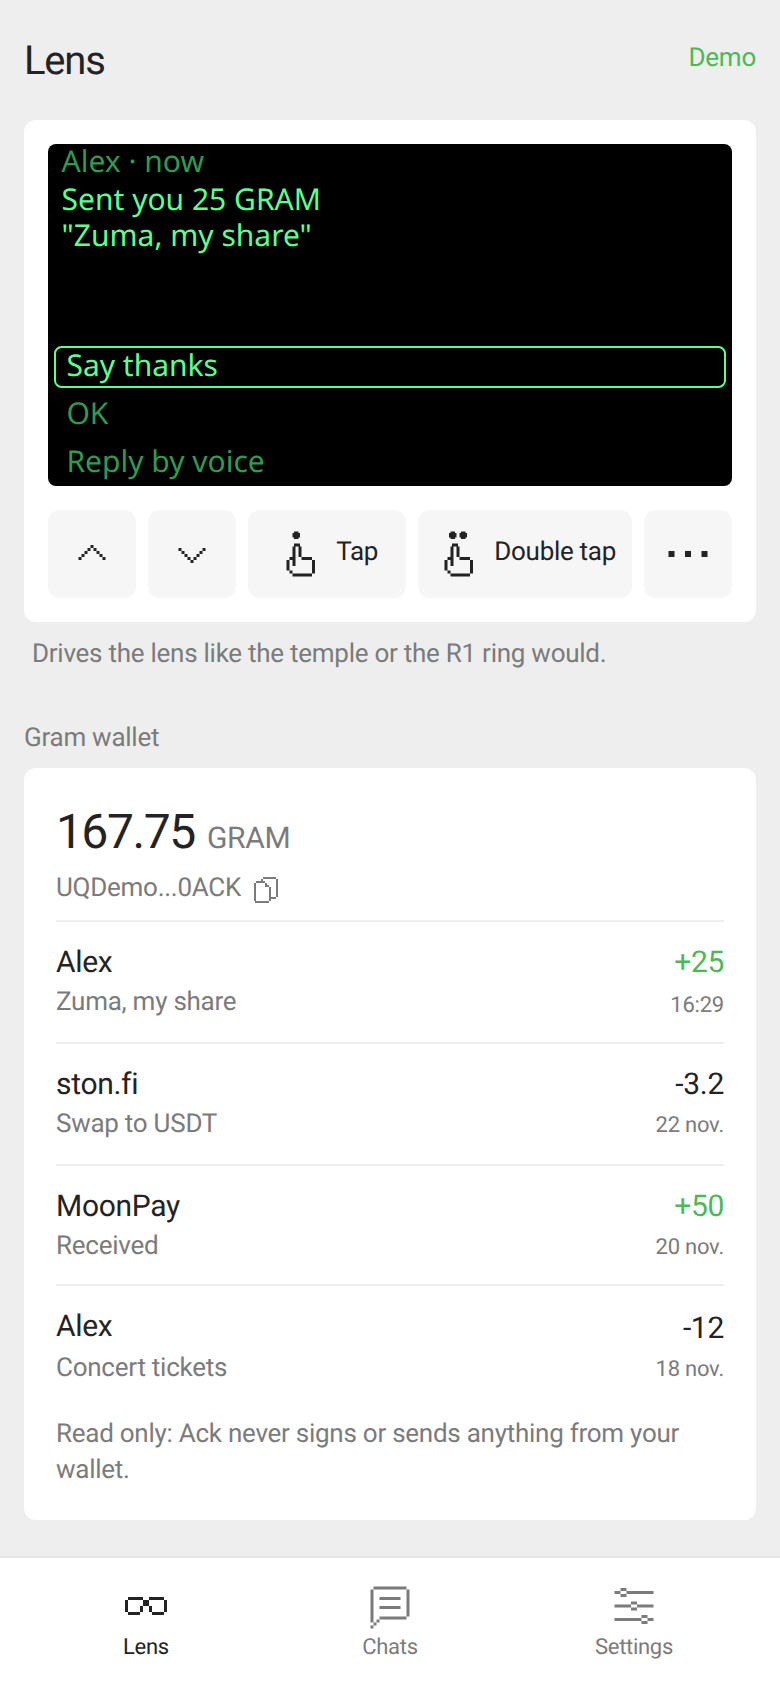 Lens
Demo
Alex · now
Sent you 25 GRAM
"Zuma, my share"
Say thanks
OK
Reply by voice
Tap
Double tap
Drives the lens like the temple or the R1 ring would.
Gram wallet
167.75 GRAM
UQDemo...0ACK
Alex
+25
Zuma, my share
16:29
ston.fi
-3.2
Swap to USDT
22 nov.
MoonPay
+50
Received
20 nov.
Alex
-12
Concert tickets
18 nov.
Read only: Ack never signs or sends anything from your
wallet.
Lens
Chats
Settings